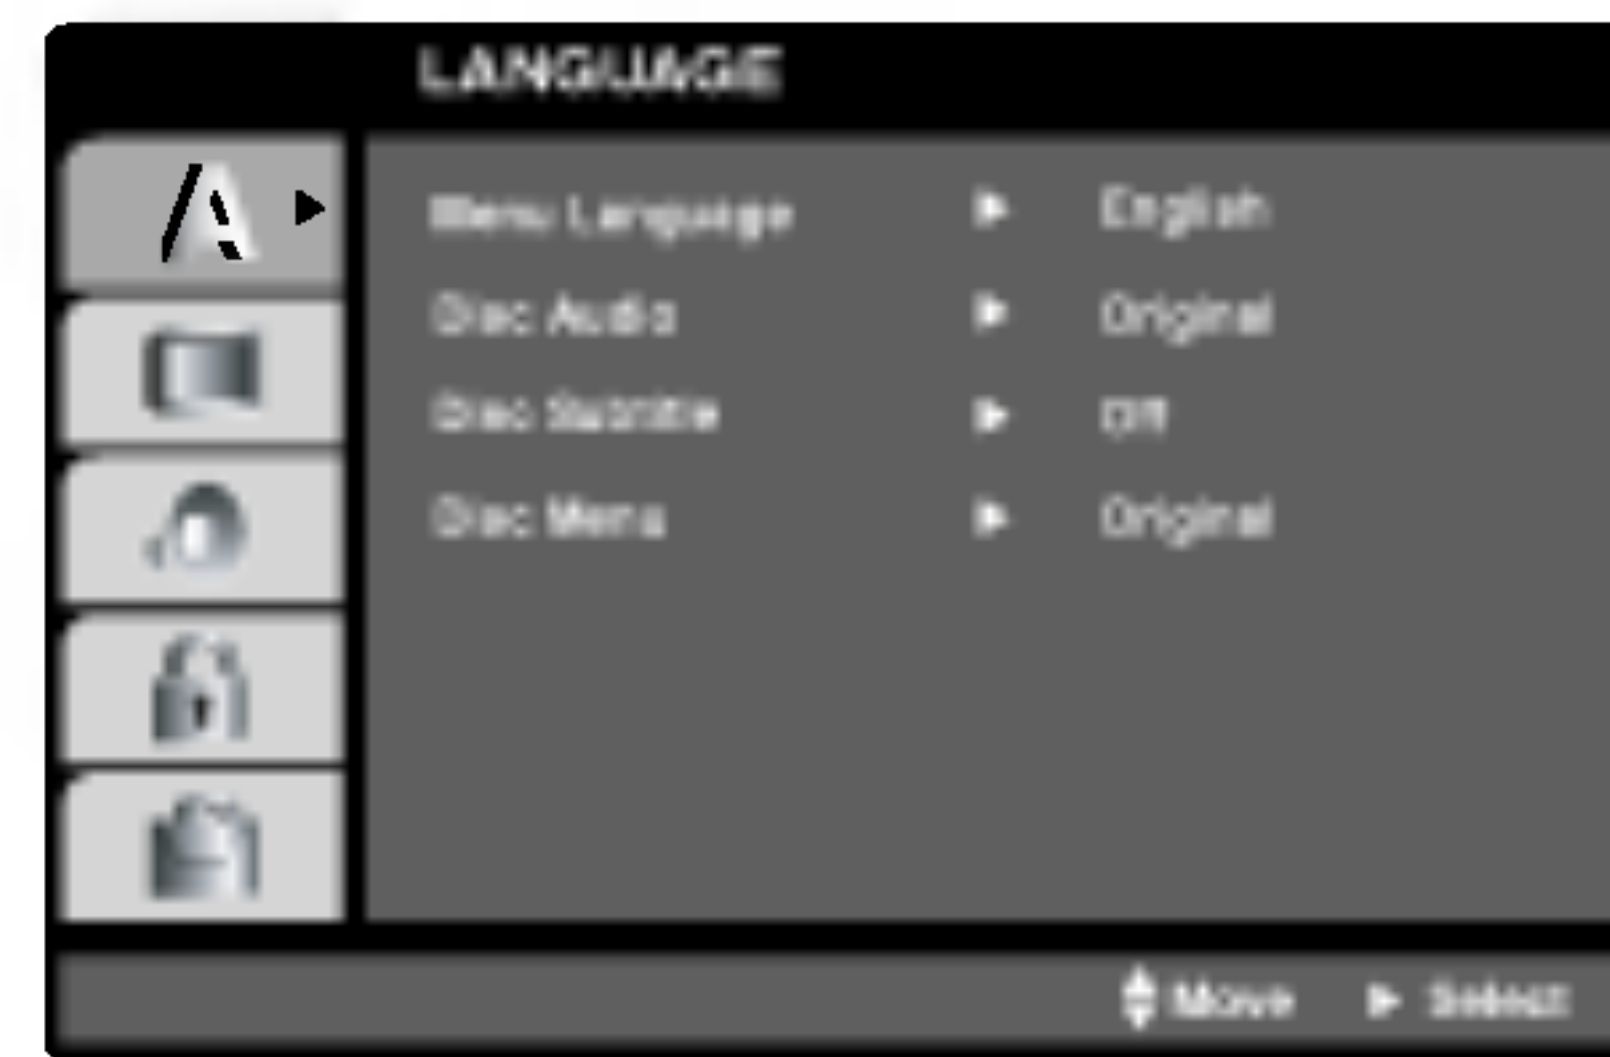 LANGUAGE
Menu Language ▶ English
Disc Audio ▶ Original
Disc Subtitle ▶ Off
Disc Menu ▶ Original
Move ▶ Select